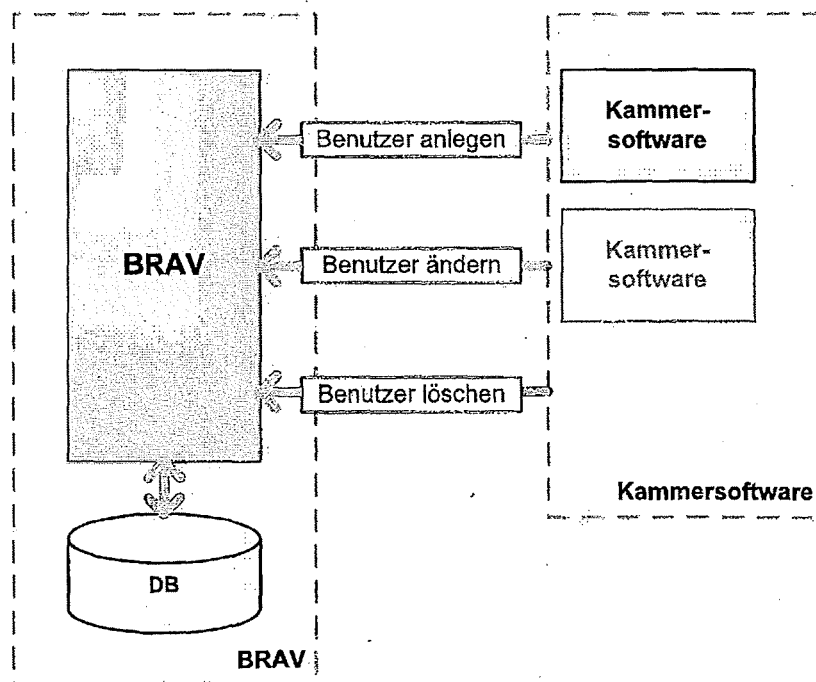 Kammer-
software
Benutzer anlegen
BRAV
Benutzer ändern
Kammer-
software
Benutzer löschen
Kammersoftware
DB
BRAV